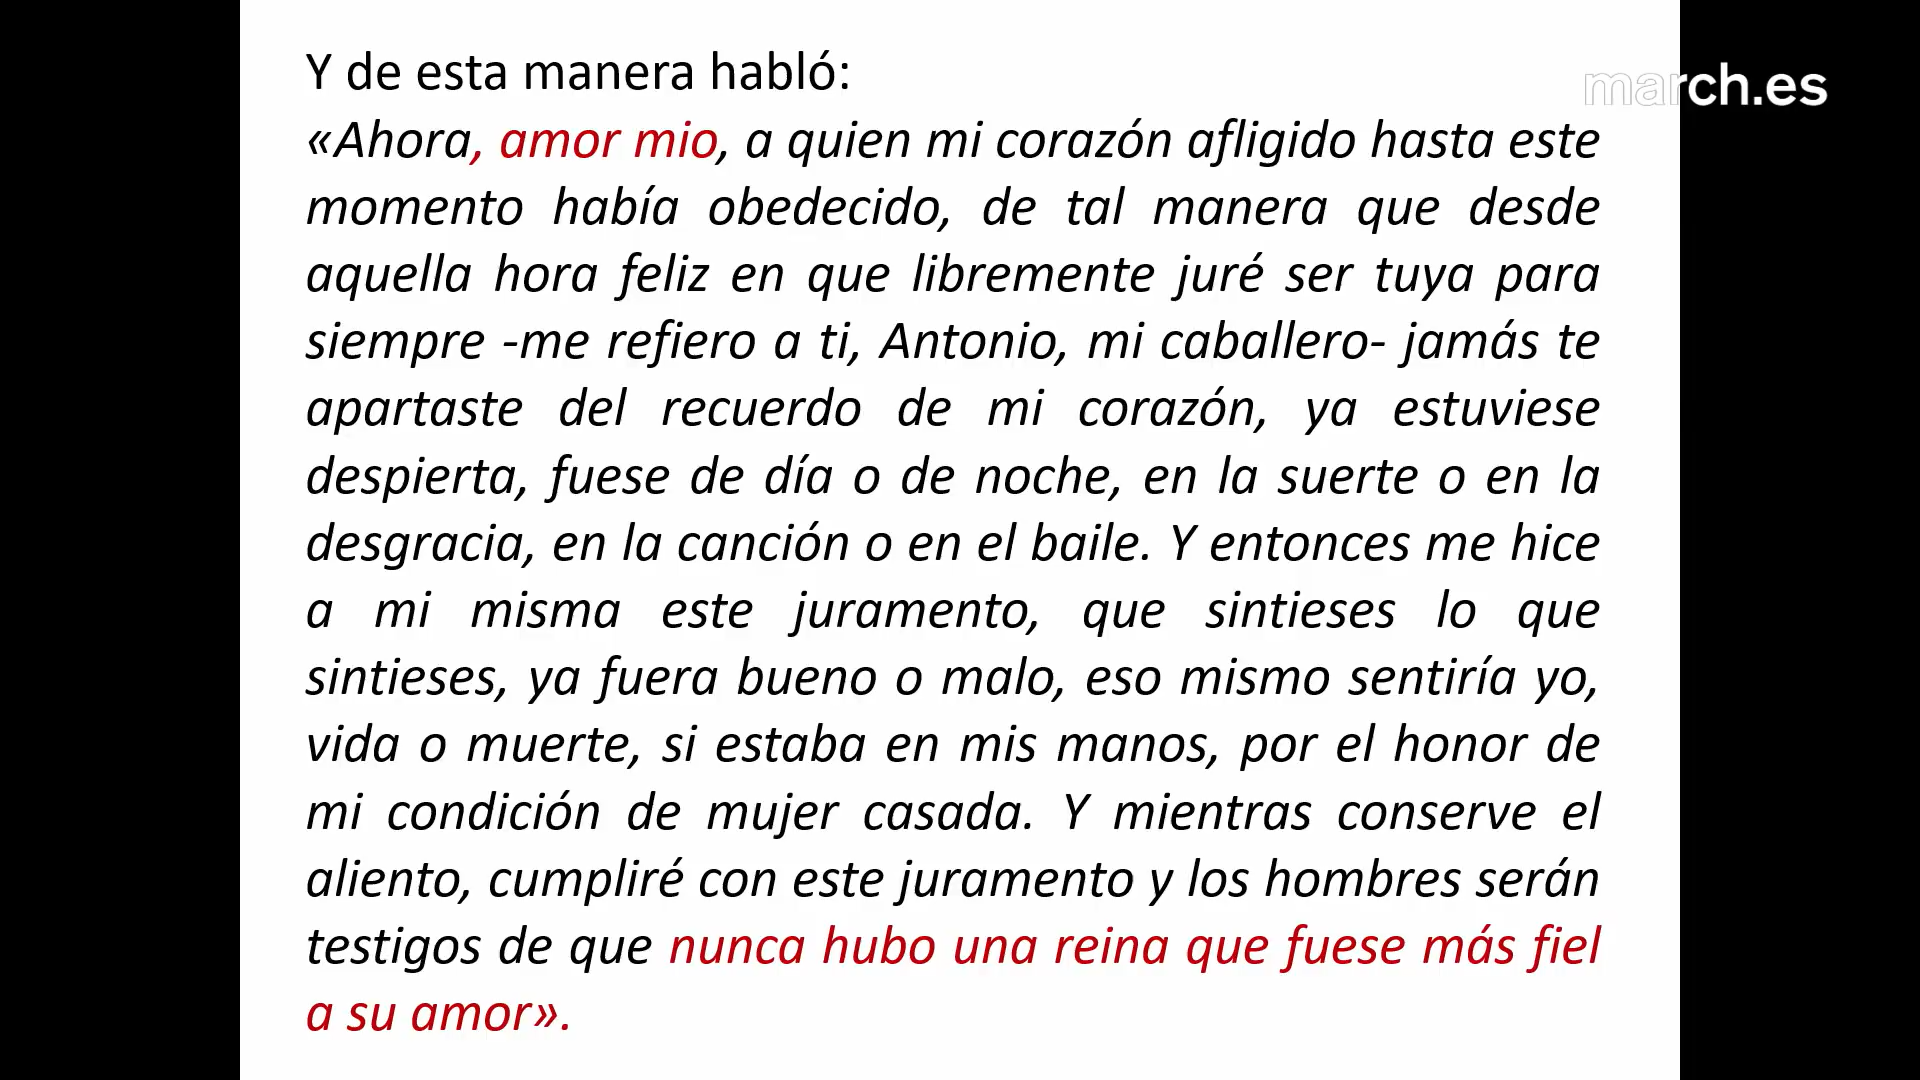 Y de esta manera habló:
march.es
«Ahora, amor mio, a quien mi corazón afligido hasta este
momento había obedecido, de tal manera que desde
aquella hora feliz en que libremente juré ser tuya para
siempre -me refiero a ti, Antonio, mi caballero- jamás te
apartaste del recuerdo de mi corazón, ya estuviese
despierta, fuese de día o de noche, en la suerte o en la
desgracia, en la canción o en el baile. Y entonces me hice
a mi misma este juramento, que sintieses lo que
sintieses, ya fuera bueno o malo, eso mismo sentiría yo,
vida o muerte, si estaba en mis manos, por el honor de
mi condición de mujer casada. Y mientras conserve el
aliento, cumpliré con este juramento y los hombres serán
testigos de que nunca hubo una reina que fuese más fiel
a su amor».